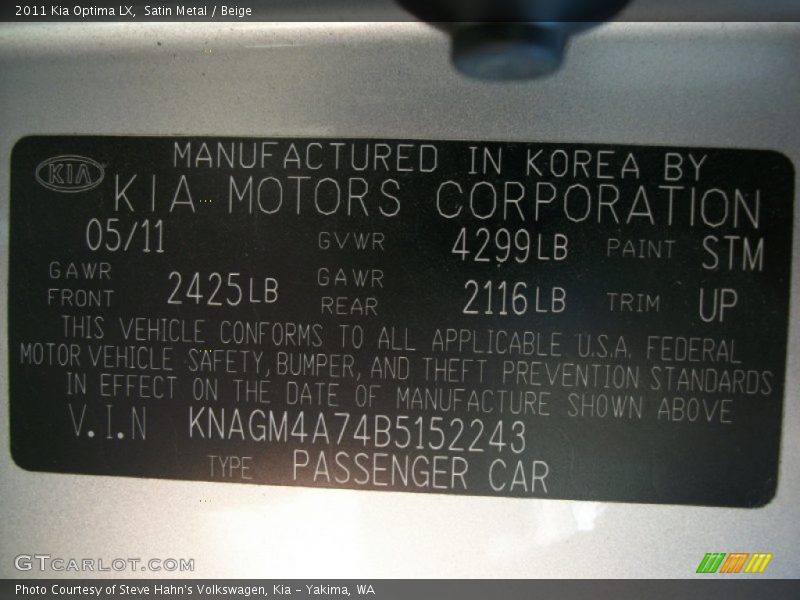 2011 Kia Optima LX, Satin Metal / Beige
MANUFACTURED IN KOREA BY
KIA KIA MOTORS CORPORATION
05/11 GVWR 4299LB PAINT STM
GAWR FRONT 2425LB GAWR REAR 2116LB TRIM UP
THIS VEHICLE CONFORMS TO ALL APPLICABLE U.S.A. FEDERAL
MOTOR VEHICLE SAFETY, BUMPER, AND THEFT PREVENTION STANDARDS
IN EFFECT ON THE DATE OF MANUFACTURE SHOWN ABOVE
V.I.N KNAGM4A74B5152243
TYPE PASSENGER CAR
GTCARLOT.COM
Photo Courtesy of Steve Hahn's Volkswagen, Kia - Yakima, WA